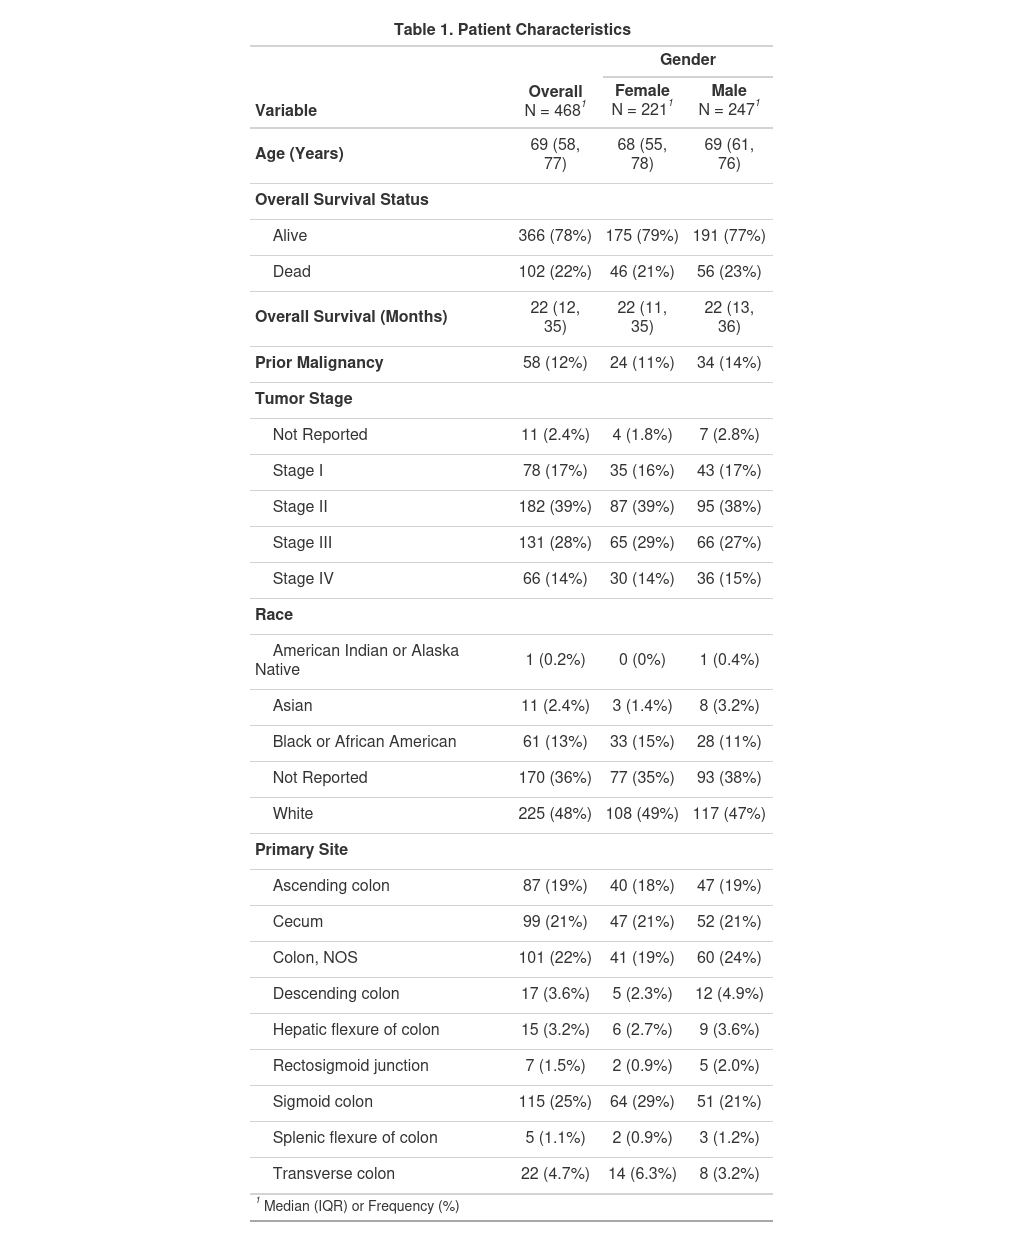 Table 1. Patient Characteristics
Gender
Variable Overall N = 468¹ Female N = 221¹ Male N = 247¹
Age (Years) 69 (58, 77) 68 (55, 78) 69 (61, 76)
Overall Survival Status
Alive 366 (78%) 175 (79%) 191 (77%)
Dead 102 (22%) 46 (21%) 56 (23%)
Overall Survival (Months) 22 (12, 35) 22 (11, 35) 22 (13, 36)
Prior Malignancy 58 (12%) 24 (11%) 34 (14%)
Tumor Stage
Not Reported 11 (2.4%) 4 (1.8%) 7 (2.8%)
Stage I 78 (17%) 35 (16%) 43 (17%)
Stage II 182 (39%) 87 (39%) 95 (38%)
Stage III 131 (28%) 65 (29%) 66 (27%)
Stage IV 66 (14%) 30 (14%) 36 (15%)
Race
American Indian or Alaska Native 1 (0.2%) 0 (0%) 1 (0.4%)
Asian 11 (2.4%) 3 (1.4%) 8 (3.2%)
Black or African American 61 (13%) 33 (15%) 28 (11%)
Not Reported 170 (36%) 77 (35%) 93 (38%)
White 225 (48%) 108 (49%) 117 (47%)
Primary Site
Ascending colon 87 (19%) 40 (18%) 47 (19%)
Cecum 99 (21%) 47 (21%) 52 (21%)
Colon, NOS 101 (22%) 41 (19%) 60 (24%)
Descending colon 17 (3.6%) 5 (2.3%) 12 (4.9%)
Hepatic flexure of colon 15 (3.2%) 6 (2.7%) 9 (3.6%)
Rectosigmoid junction 7 (1.5%) 2 (0.9%) 5 (2.0%)
Sigmoid colon 115 (25%) 64 (29%) 51 (21%)
Splenic flexure of colon 5 (1.1%) 2 (0.9%) 3 (1.2%)
Transverse colon 22 (4.7%) 14 (6.3%) 8 (3.2%)
¹ Median (IQR) or Frequency (%)